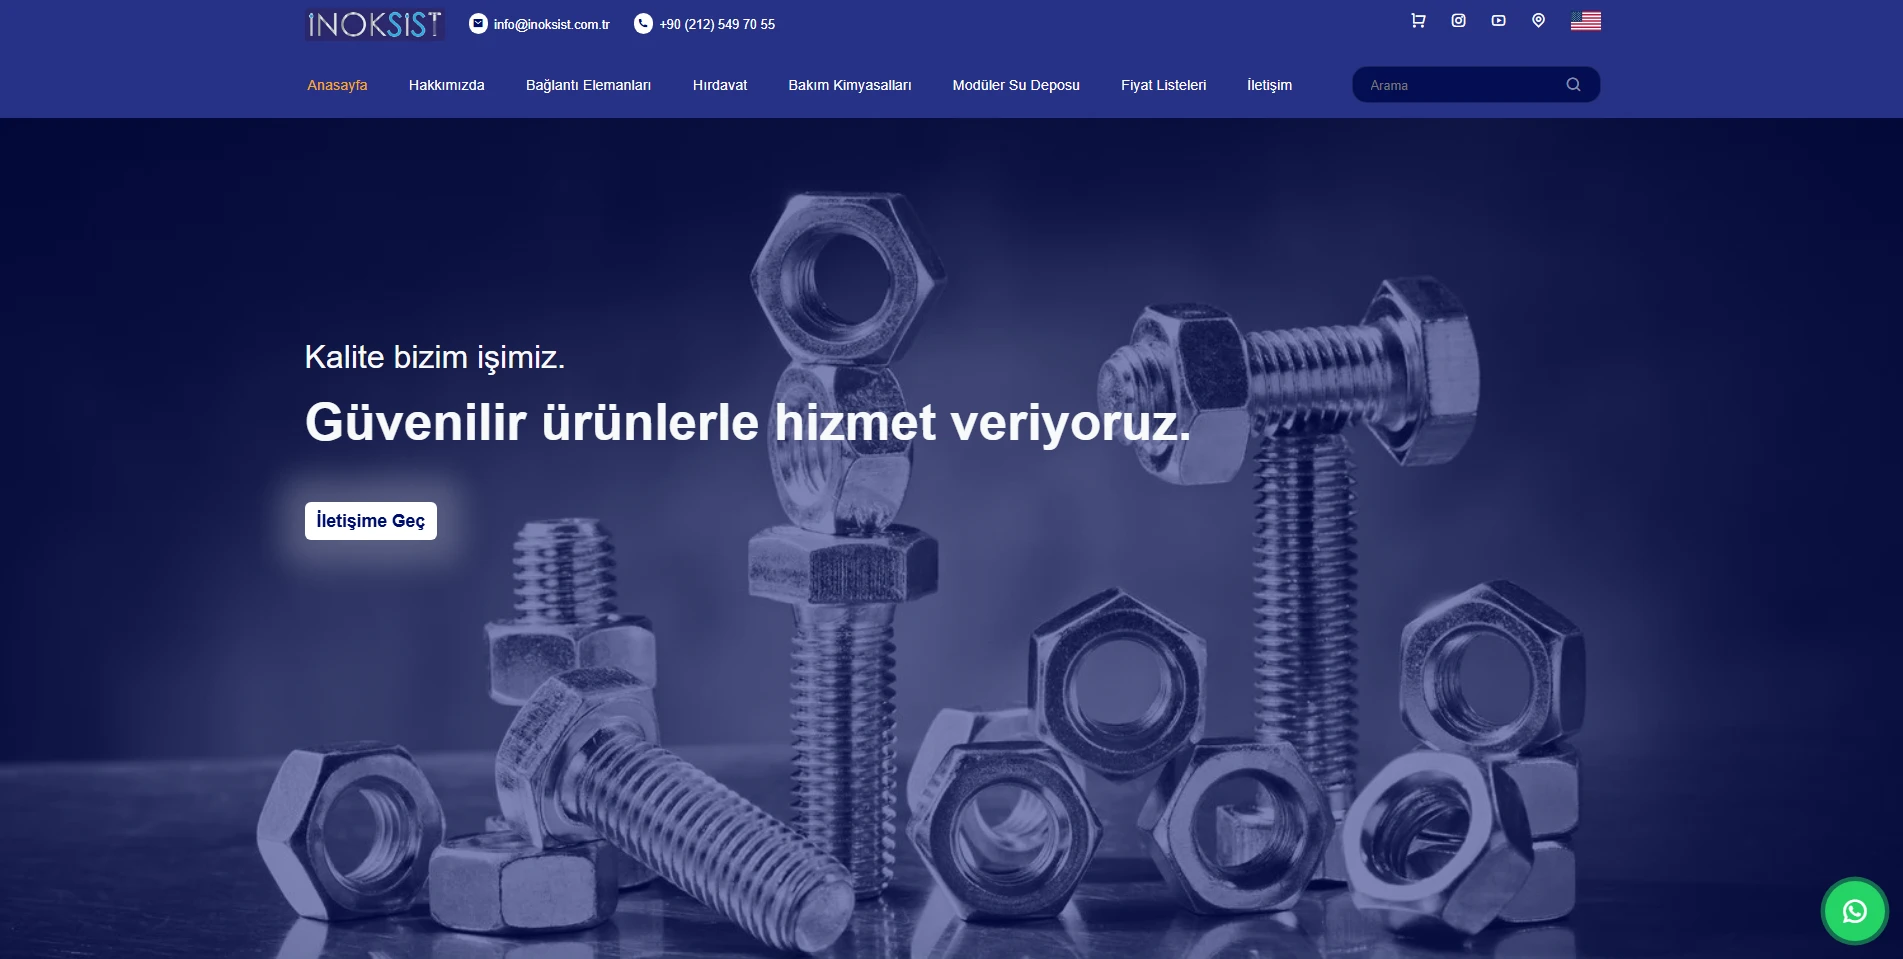 INOKSIST
info@inoksist.com.tr
+90 (212) 549 70 55
Anasayfa
Hakkımızda
Bağlantı Elemanları
Hırdavat
Bakım Kimyasalları
Modüler Su Deposu
Fiyat Listeleri
İletişim
Arama
Kalite bizim işimiz.
Güvenilir ürünlerle hizmet veriyoruz.
İletişime Geç